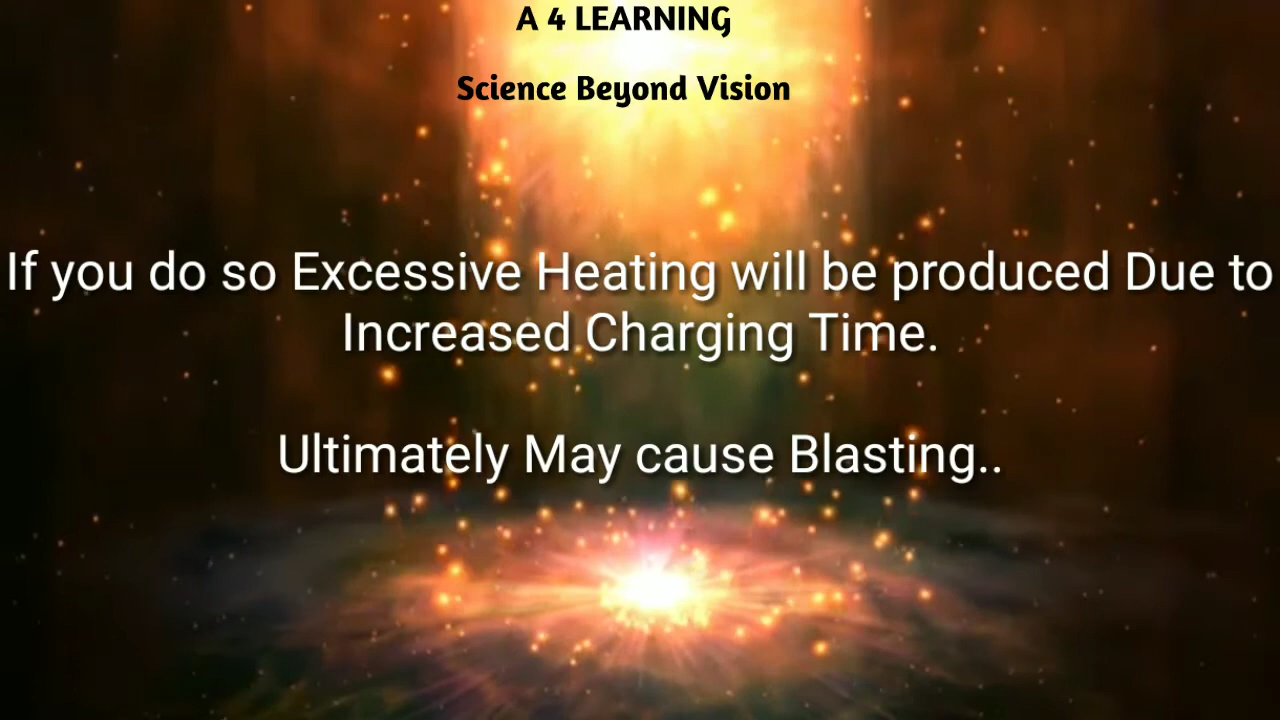 A 4 LEARNING
Science Beyond Vision
If you do so Excessive Heating will be produced Due to
Increased Charging Time.
Ultimately May cause Blasting..